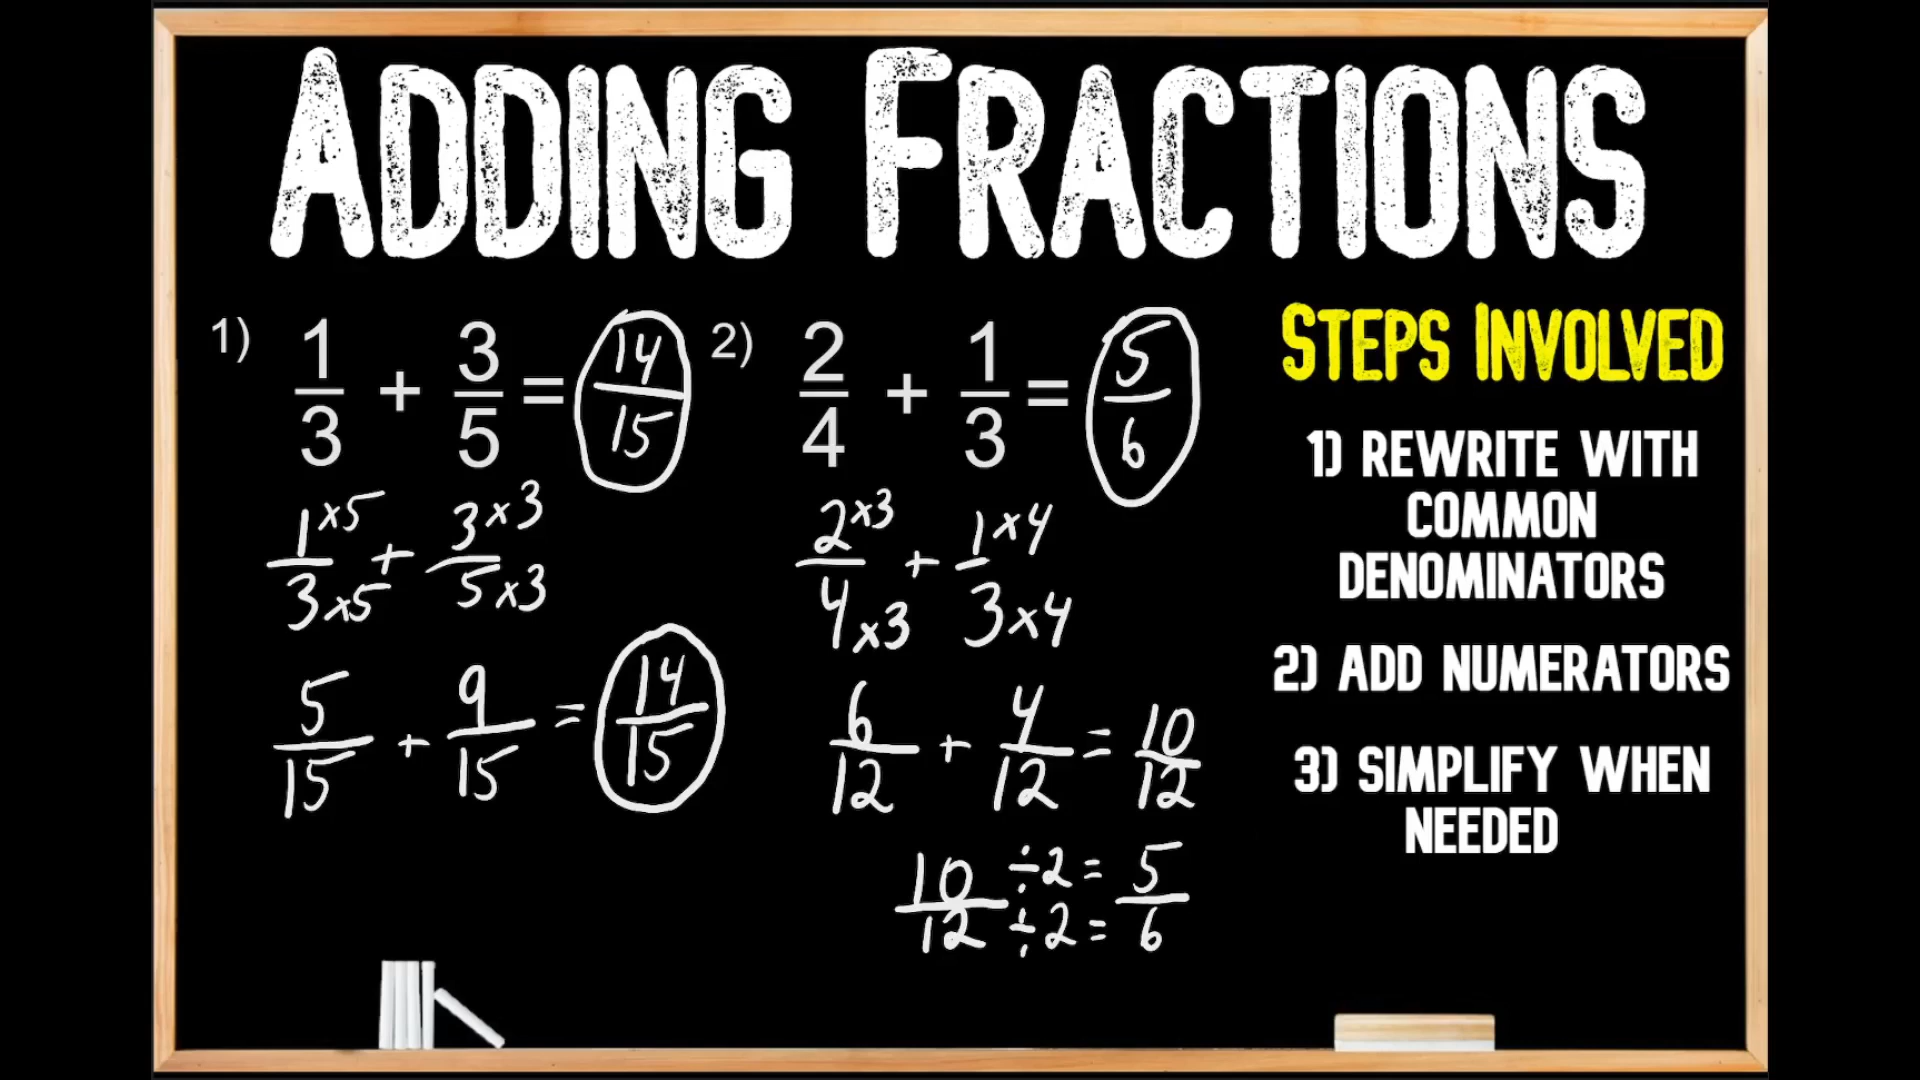 ADDING FRACTIONS
1) 1/3 + 3/5 = 14/15
1×5/3×5 + 3×3/5×3
5/15 + 9/15 = 14/15
2) 2/4 + 1/3 = 5/6
2×3/4×3 + 1×4/3×4
6/12 + 4/12 = 10/12
10/12 ÷2/÷2 = 5/6
STEPS INVOLVED
1) REWRITE WITH
COMMON
DENOMINATORS
2) ADD NUMERATORS
3) SIMPLIFY WHEN
NEEDED